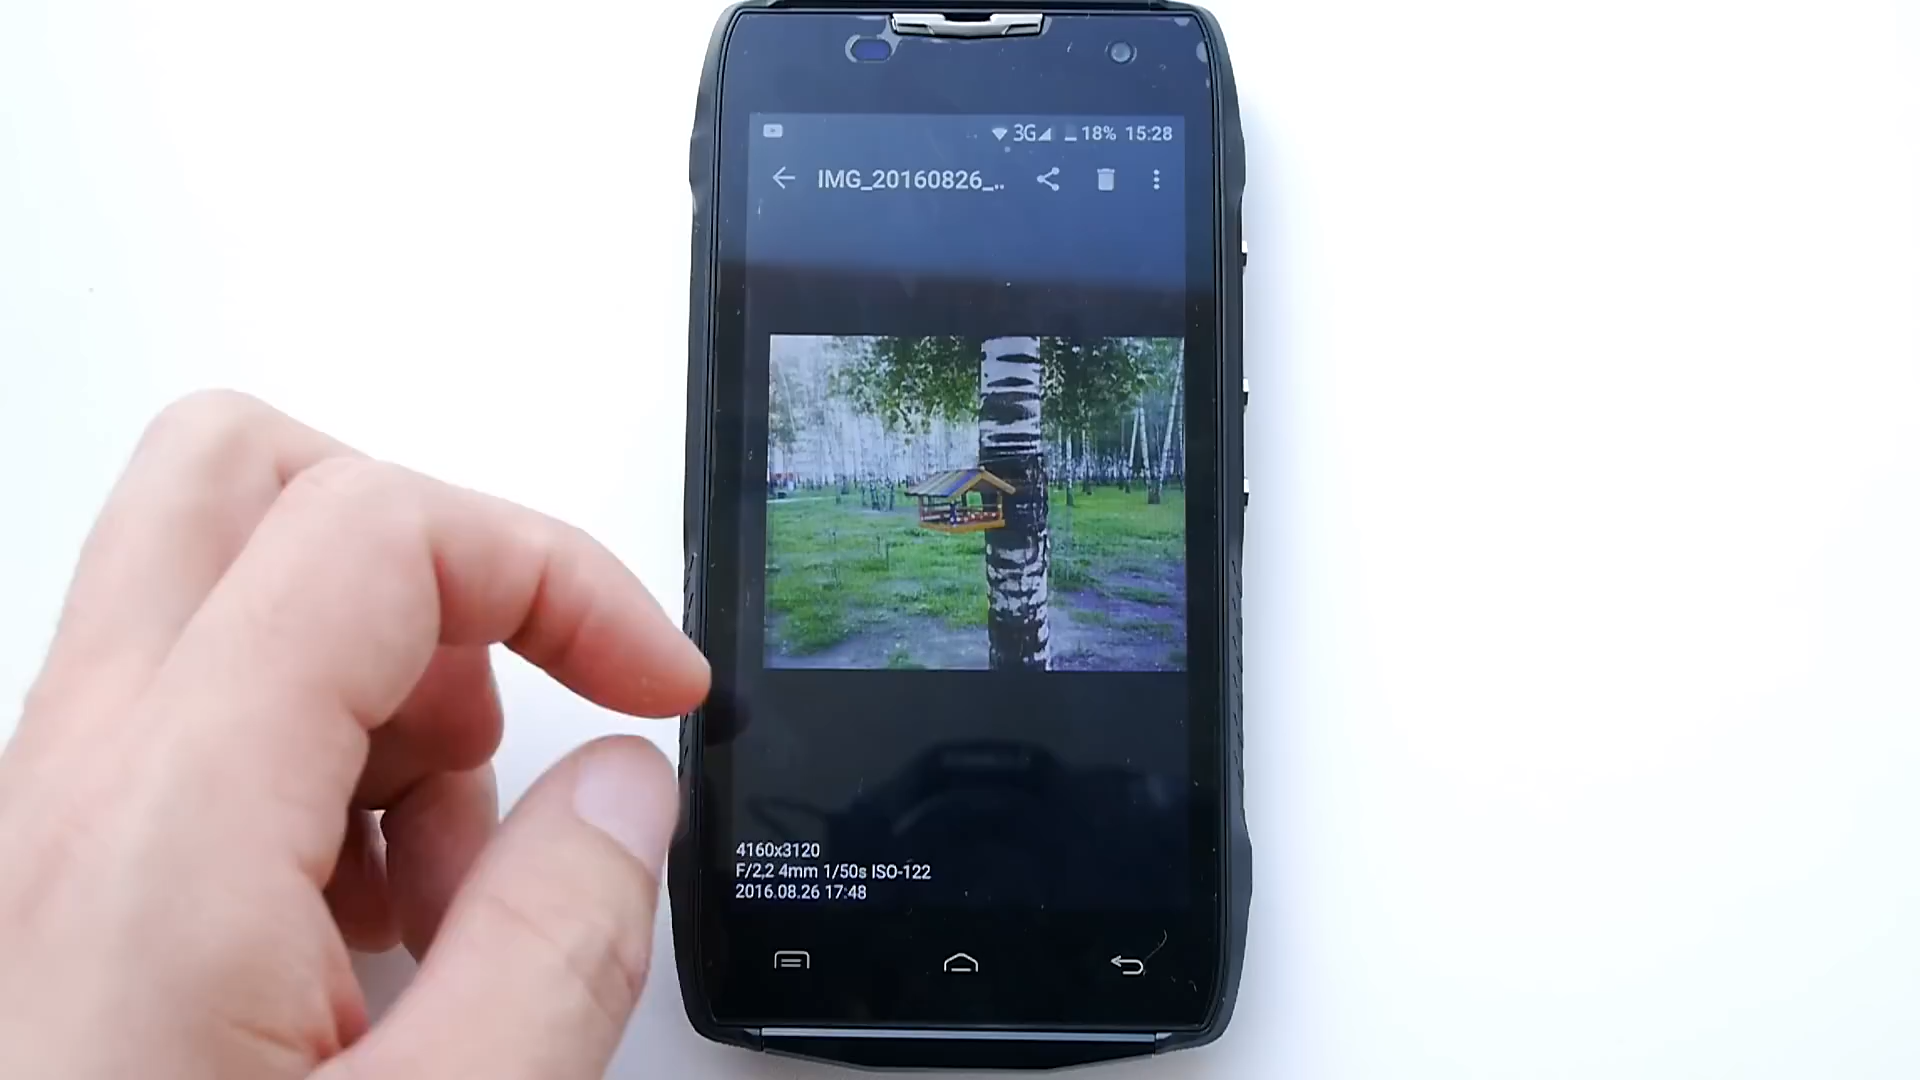 3G 18% 15:28
IMG_20160826_..
4160x3120
F/2,2 4mm 1/50s ISO-122
2016.08.26 17:48